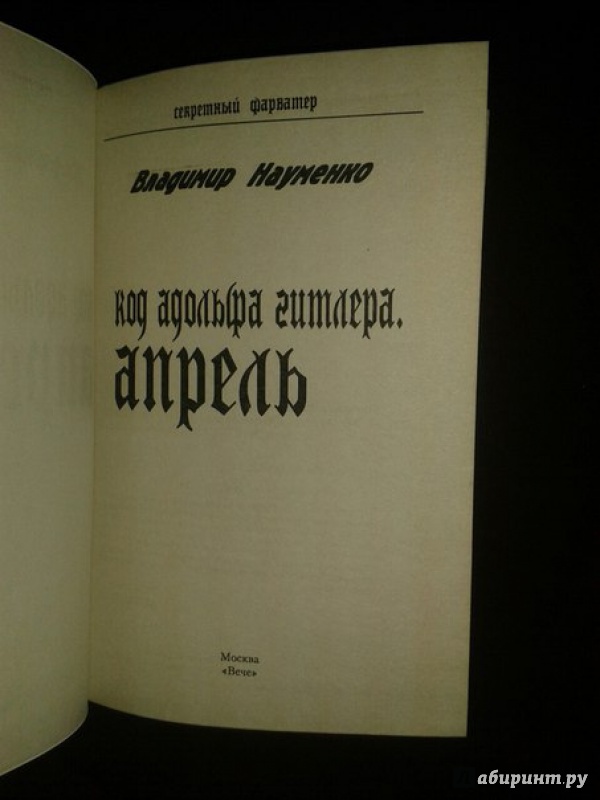 секретный фарватер
Владимир Науменко
код адольфа гитлера.
апрель
Москва
«Вече»
абиринт.ру